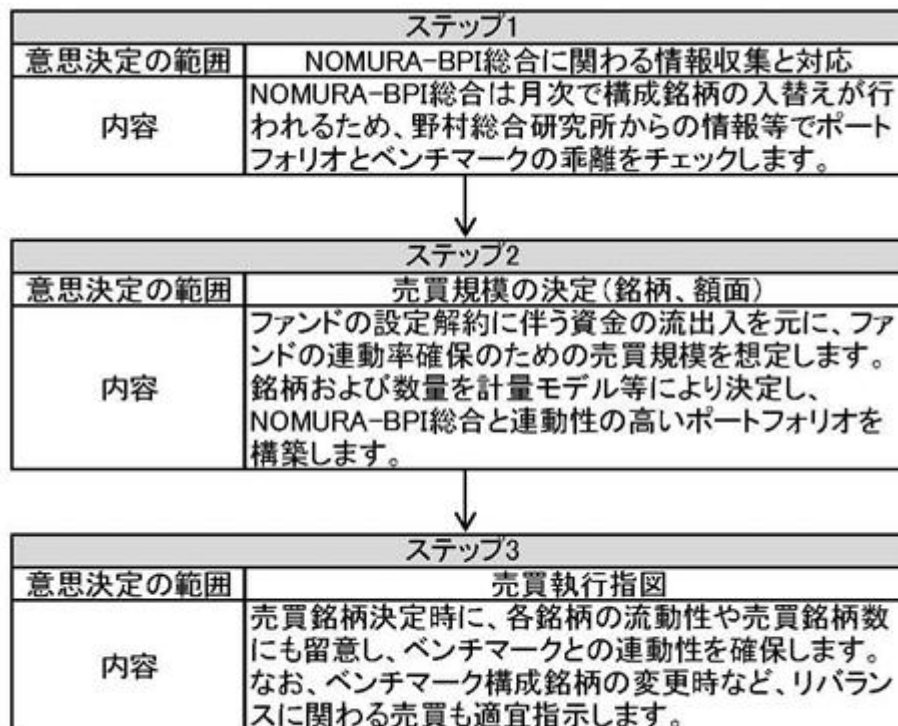 ステップ1
意思決定の範囲 NOMURA-BPI総合に関わる情報収集と対応
内容
NOMURA-BPI総合は月次で構成銘柄の入替えが行
われるため、野村総合研究所からの情報等でポート
フォリオとベンチマークの乖離をチェックします。
ステップ2
意思決定の範囲 売買規模の決定(銘柄、額面)
内容
ファンドの設定解約に伴う資金の流出入を元に、ファ
ンドの連動率確保のための売買規模を想定します。
銘柄および数量を計量モデル等により決定し、
NOMURA-BPI総合と連動性の高いポートフォリオを
構築します。
ステップ3
意思決定の範囲 売買執行指図
内容
売買銘柄決定時に、各銘柄の流動性や売買銘柄数
にも留意し、ベンチマークとの連動性を確保します。
なお、ベンチマーク構成銘柄の変更時など、リバラン
スに関わる売買も適宜指示します。